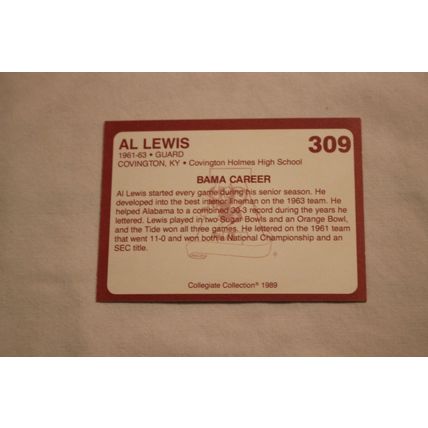 AL LEWIS
309
1961-63 • GUARD
COVINGTON, KY • Covington Holmes High School
BAMA CAREER
Al Lewis started every game during his senior season. He
developed into the best interior lineman on the 1963 team. He
helped Alabama to a combined 30-3 record during the years he
lettered. Lewis played in two Sugar Bowls and an Orange Bowl,
and the Tide won all three games. He lettered on the 1961 team
that went 11-0 and won both a National Championship and an
SEC title.
Collegiate Collection® 1989